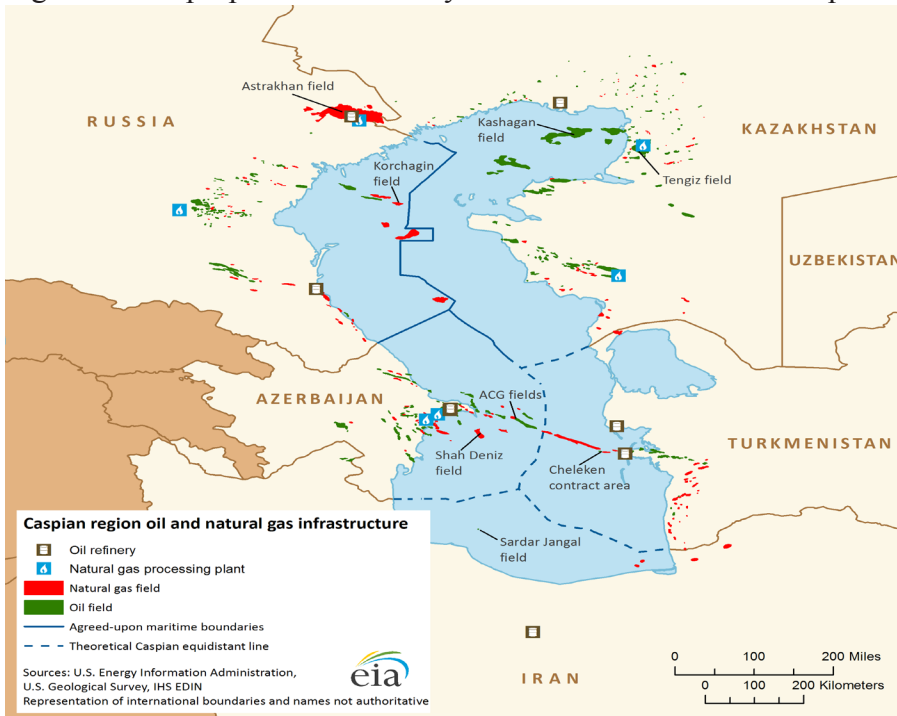 Astrakhan field
RUSSIA
Kashagan
field
KAZAKHSTAN
Korchagin
field
Tengiz field
UZBEKISTAN
AZERBAIJAN
ACG fields
Shah Deniz
field
Cheleken
contract area
TURKMENISTAN
Sardar Jangal
field
IRAN
Caspian region oil and natural gas infrastructure
Oil refinery
Natural gas processing plant
Natural gas field
Oil field
Agreed-upon maritime boundaries
Theoretical Caspian equidistant line
Sources: U.S. Energy Information Administration,
U.S. Geological Survey, IHS EDIN
Representation of international boundaries and names not authoritative
eia
0 50 100 200 Miles
0 50 100 200 Kilometers